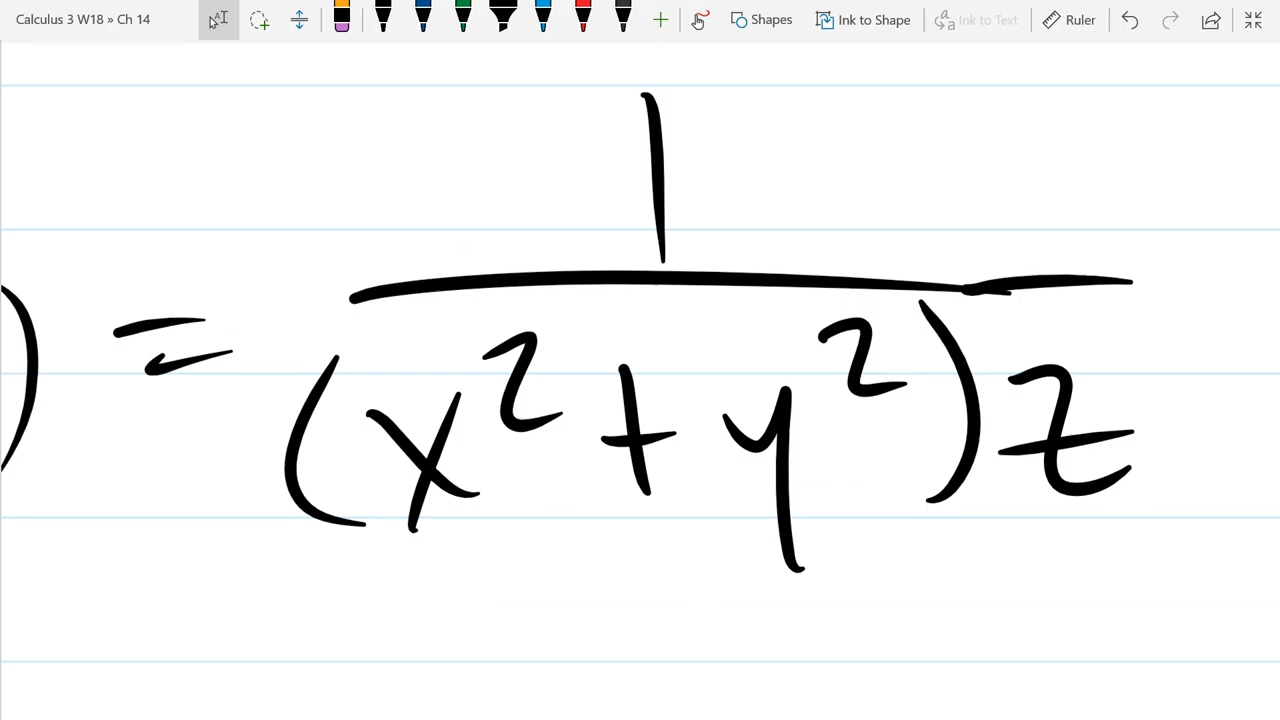 Calculus 3 W18 » Ch 14 Shapes Ink to Shape Ink to Text Ruler
) = 1 / (x² + y²)z